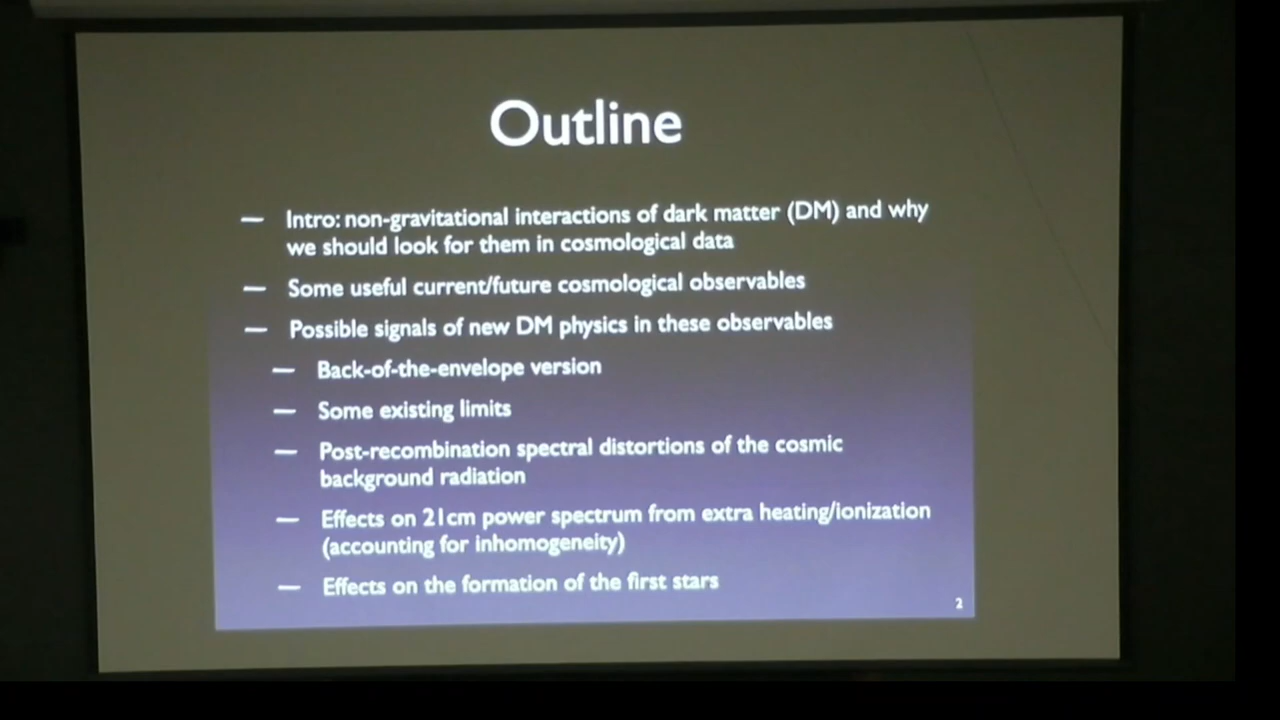 Outline
— Intro: non-gravitational interactions of dark matter (DM) and why
we should look for them in cosmological data
— Some useful current/future cosmological observables
— Possible signals of new DM physics in these observables
— Back-of-the-envelope version
— Some existing limits
— Post-recombination spectral distortions of the cosmic
background radiation
— Effects on 21cm power spectrum from extra heating/ionization
(accounting for inhomogeneity)
— Effects on the formation of the first stars
2